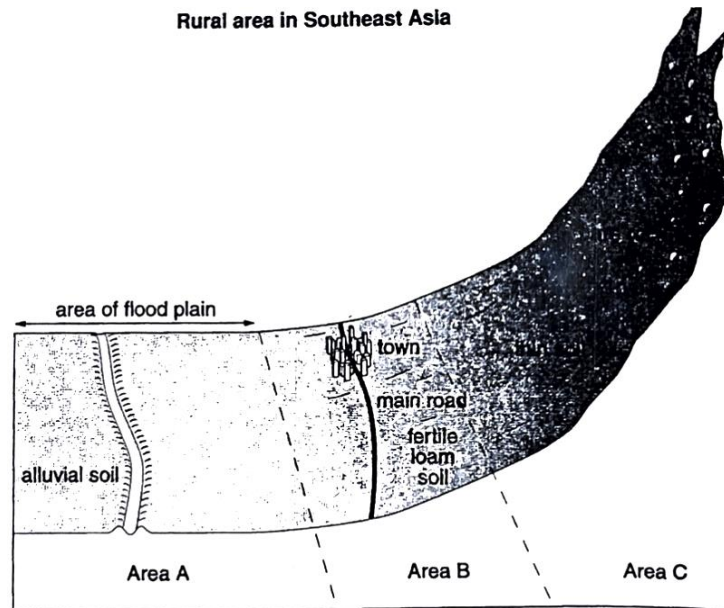 Rural area in Southeast Asia
area of flood plain
town
main road
fertile
loam
soil
alluvial soil
Area A
Area B
Area C